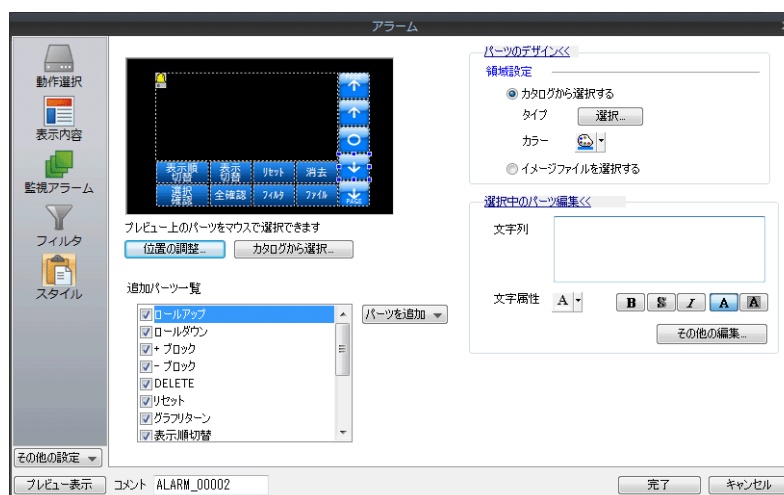 アラーム
動作選択
表示内容
監視アラーム
フィルタ
スタイル
その他の設定
表示順
切替
表示
切替
リセット
消去
選択
確認
全確認
フィルタ
ファイル
PAGE
プレビュー上のパーツをマウスで選択できます
位置の調整...
カタログから選択...
追加パーツ一覧
ロールアップ
ロールダウン
+ ブロック
- ブロック
DELETE
リセット
グラフリターン
表示順切替
パーツを追加
パーツのデザイン<<
領域設定
カタログから選択する
タイプ
選択...
カラー
イメージファイルを選択する
選択中のパーツ編集<<
文字列
文字属性
A
B
S
I
A
A
その他の編集...
プレビュー表示
コメント
ALARM_00002
完了
キャンセル